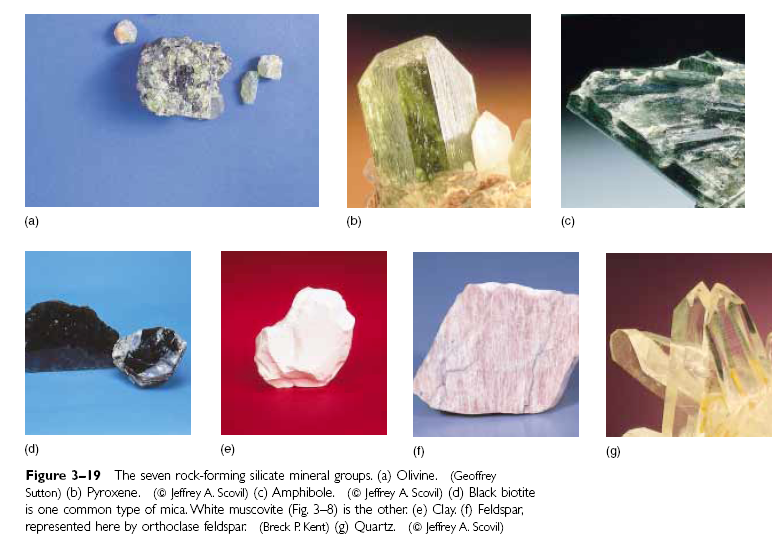 (a)
(b)
(c)
(d)
(e)
(f)
(g)
Figure 3–19 The seven rock-forming silicate mineral groups. (a) Olivine. (Geoffrey
Sutton) (b) Pyroxene. (© Jeffrey A. Scovil) (c) Amphibole. (© Jeffrey A. Scovil) (d) Black biotite
is one common type of mica. White muscovite (Fig. 3–8) is the other. (e) Clay. (f) Feldspar,
represented here by orthoclase feldspar. (Breck P. Kent) (g) Quartz. (© Jeffrey A. Scovil)